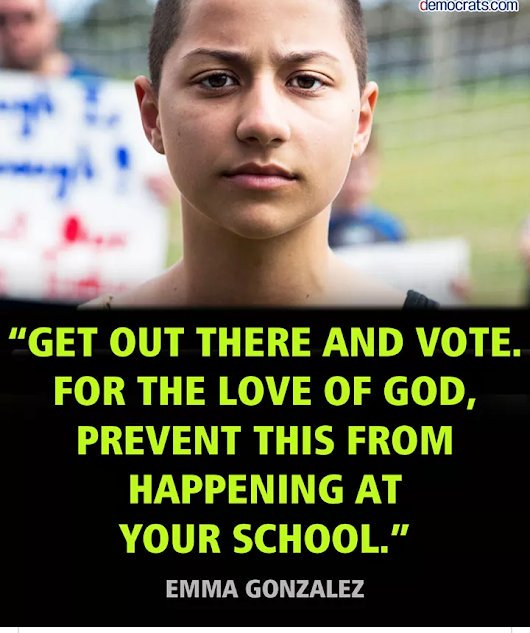 democrats.com
"GET OUT THERE AND VOTE.
FOR THE LOVE OF GOD,
PREVENT THIS FROM
HAPPENING AT
YOUR SCHOOL."
EMMA GONZALEZ